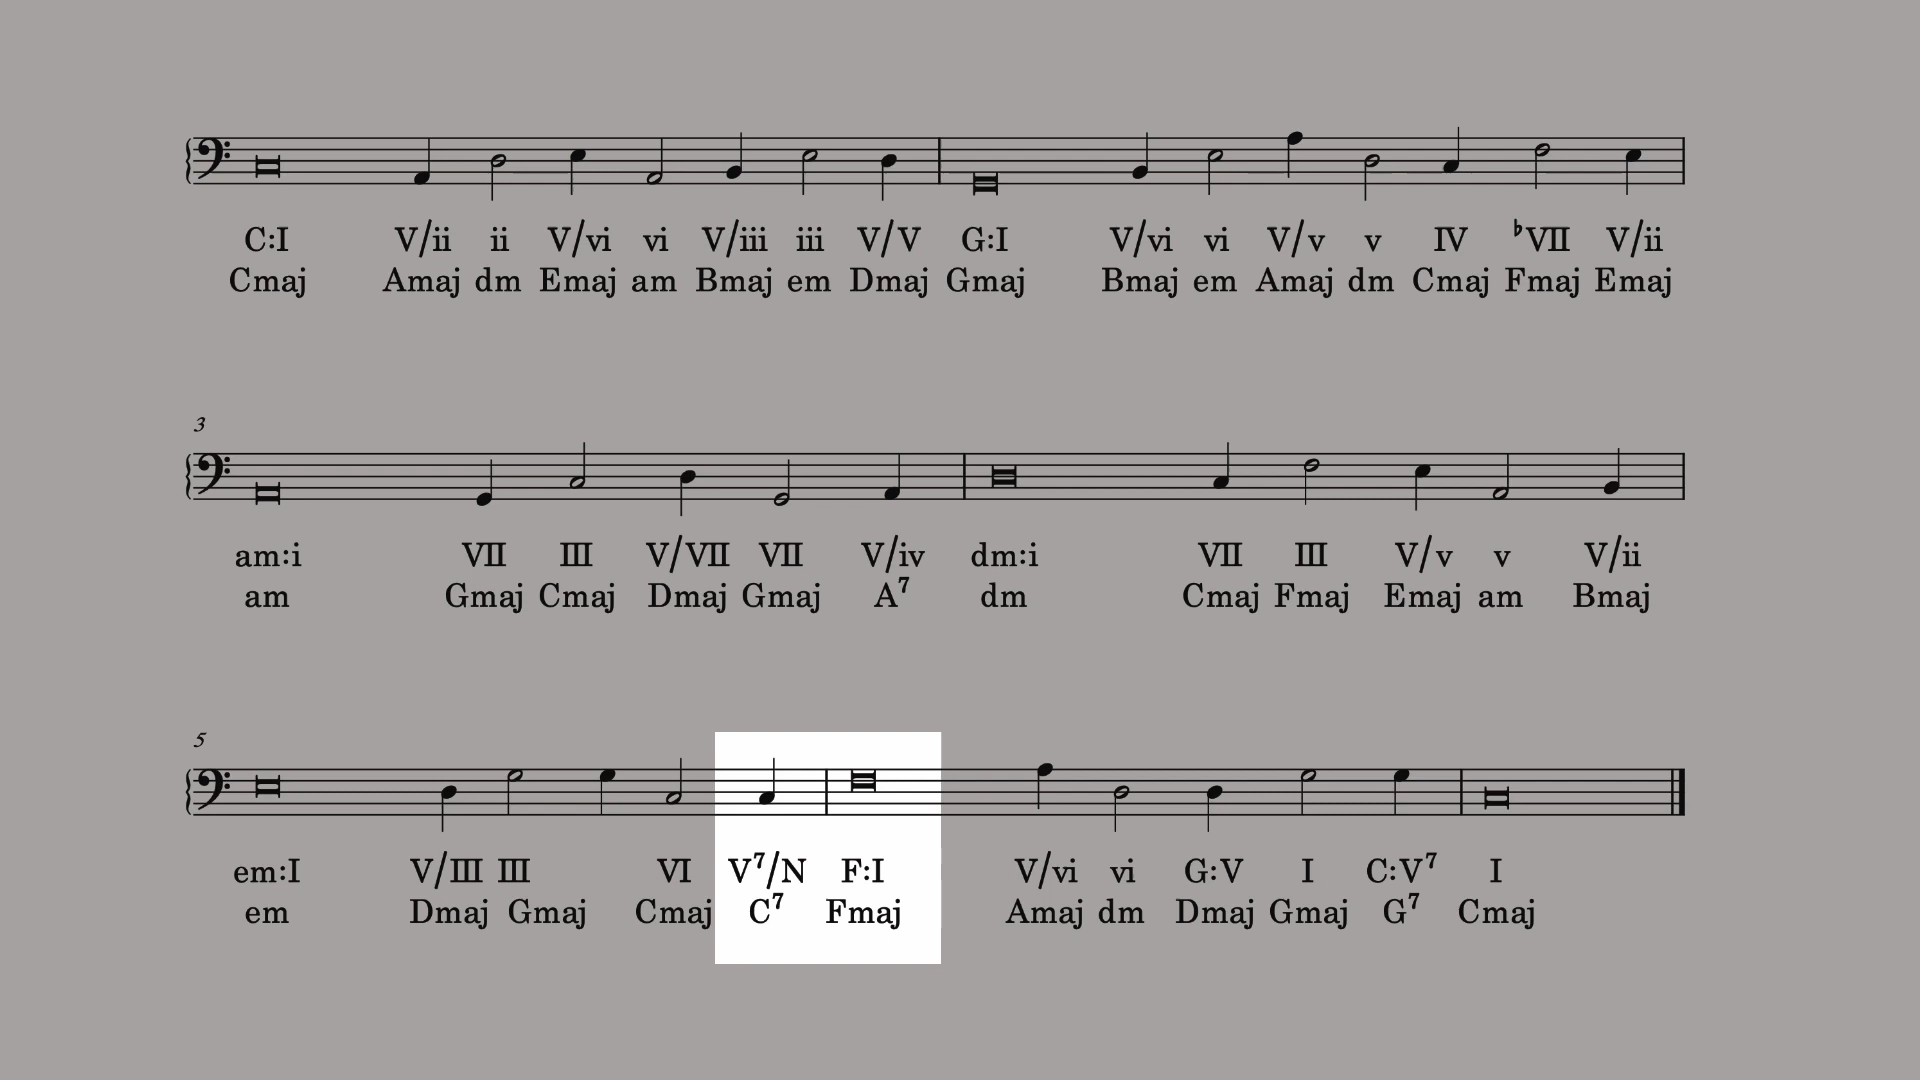 C:I V/ii ii V/vi vi V/iii iii V/V G:I V/vi vi V/v v IV ♭VII V/ii
Cmaj Amaj dm Emaj am Bmaj em Dmaj Gmaj Bmaj em Amaj dm Cmaj Fmaj Emaj
3
am:i VII III V/VII VII V/iv dm:i VII III V/v v V/ii
am Gmaj Cmaj Dmaj Gmaj A⁷ dm Cmaj Fmaj Emaj am Bmaj
5
em:I V/III III VI V⁷/N F:I V/vi vi G:V I C:V⁷ I
em Dmaj Gmaj Cmaj C⁷ Fmaj Amaj dm Dmaj Gmaj G⁷ Cmaj